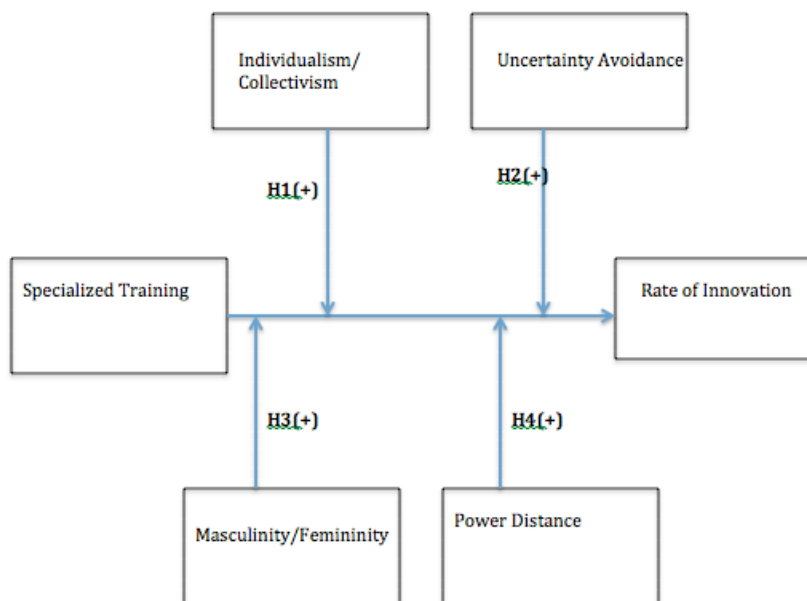 Individualism/
Collectivism
Uncertainty Avoidance
H1(+)
H2(+)
Specialized Training
Rate of Innovation
H3(+)
H4(+)
Masculinity/Femininity
Power Distance